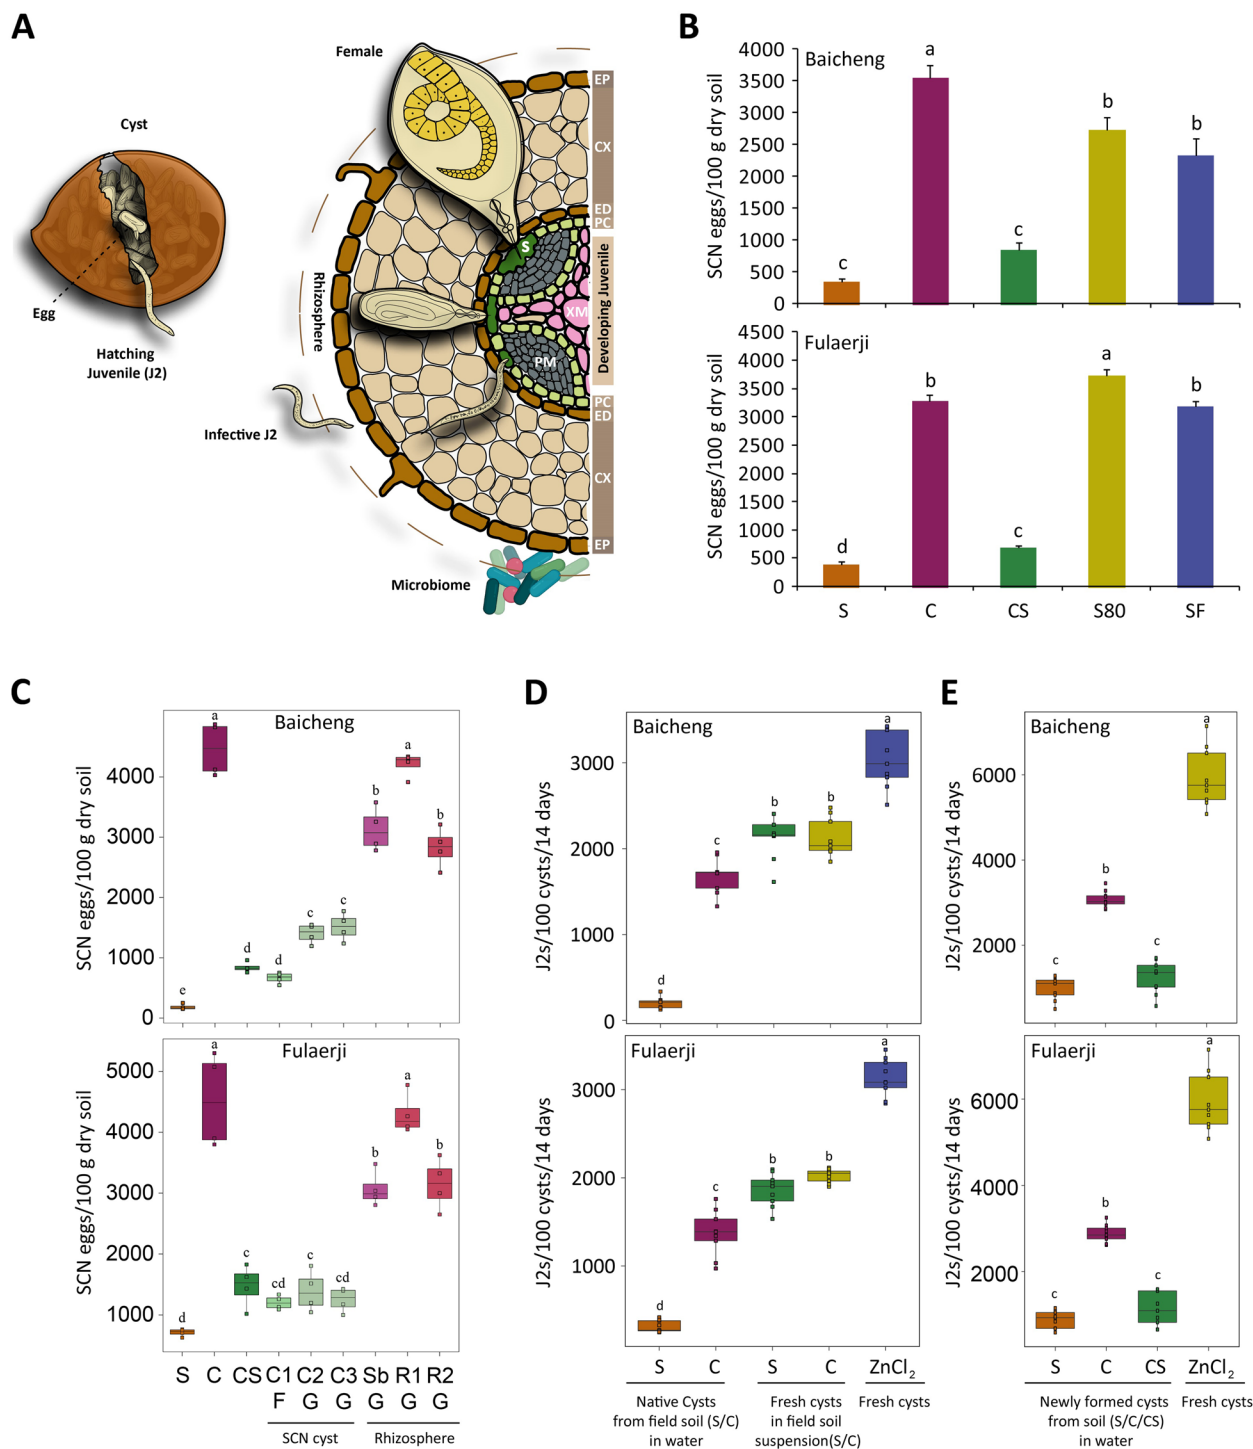 A
Female
Cyst
Egg
Hatching
Juvenile (J2)
Rhizosphere
Infective J2
Microbiome
EP
CX
ED
PC
S
XM
PM
Developing Juvenile
PC
ED
CX
EP
B
SCN eggs/100 g dry soil
4000
3500
3000
2500
2000
1500
1000
500
0
Baicheng
c
a
c
b
b
SCN eggs/100 g dry soil
4500
4000
3500
3000
2500
2000
1500
1000
500
0
Fulaerji
d
b
c
a
b
S C CS S80 SF
C
SCN eggs/100 g dry soil
4000
3000
2000
1000
0
Baicheng
e
a
d
d
c
c
b
a
b
SCN eggs/100 g dry soil
5000
4000
3000
2000
1000
Fulaerji
d
a
c
cd
c
cd
b
a
b
S C CS C1 C2 C3 Sb R1 R2
F G G G G G
SCN cyst Rhizosphere
D
J2s/100 cysts/14 days
3000
2000
1000
0
Baicheng
d
c
b
b
a
J2s/100 cysts/14 days
3000
2000
1000
Fulaerji
d
c
b
b
a
S C S C ZnCl2
Native Cysts
from field soil (S/C)
in water
Fresh cysts
in field soil
suspension(S/C)
Fresh cysts
E
J2s/100 cysts/14 days
6000
4000
2000
Baicheng
c
b
c
a
J2s/100 cysts/14 days
6000
4000
2000
Fulaerji
c
b
c
a
S C CS ZnCl2
Newly formed cysts
from soil (S/C/CS)
in water
Fresh cysts